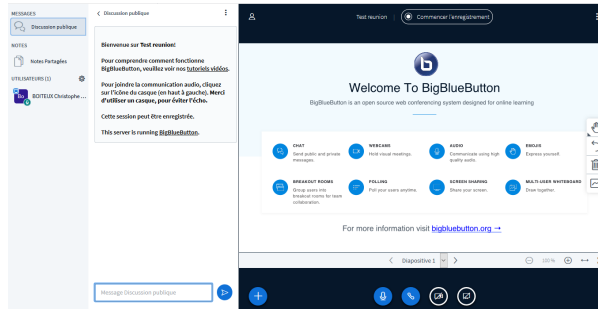 MESSAGES
Discussion publique
NOTES
Notes Partagées
UTILISATEURS (1)
Bo
BOITEUX Christophe ...
Discussion publique
Bienvenue sur Test reunion!
Pour comprendre comment fonctionne
BigBlueButton, veuillez voir nos tutoriels vidéos.
Pour joindre la communication audio, cliquez
sur l'icône du casque (en haut à gauche). Merci
d'utiliser un casque, pour éviter l'écho.
Cette session peut être enregistrée.
This server is running BigBlueButton.
Message Discussion publique
Test reunion
Commencer l'enregistrement
b
Welcome To BigBlueButton
BigBlueButton is an open source web conferencing system designed for online learning
CHAT
Send public and private
messages.
WEBCAMS
Hold visual meetings.
AUDIO
Communicate using high
quality audio.
EMOJIS
Express yourself.
BREAKOUT ROOMS
Group users into
breakout rooms for team
collaboration.
POLLING
Poll your users anytime.
SCREEN SHARING
Share your screen.
MULTI-USER WHITEBOARD
Draw together.
For more information visit bigbluebutton.org →
Diapositive 1
100%